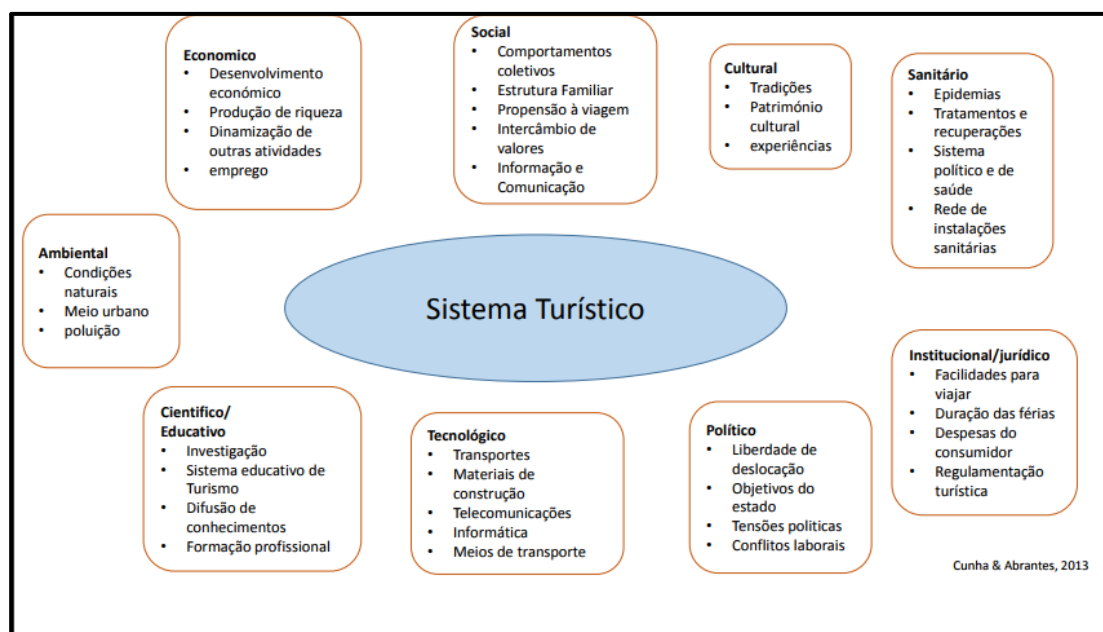 Economico
• Desenvolvimento
económico
• Produção de riqueza
• Dinamização de
outras atividades
• emprego
Social
• Comportamentos
coletivos
• Estrutura Familiar
• Propensão à viagem
• Intercâmbio de
valores
• Informação e
Comunicação
Cultural
• Tradições
• Património
cultural
• experiências
Sanitário
• Epidemias
• Tratamentos e
recuperações
• Sistema
político e de
saúde
• Rede de
instalações
sanitárias
Ambiental
• Condições
naturais
• Meio urbano
• poluição
Sistema Turístico
Institucional/jurídico
• Facilidades para
viajar
• Duração das férias
• Despesas do
consumidor
• Regulamentação
turística
Cientifico/
Educativo
• Investigação
• Sistema educativo de
Turismo
• Difusão de
conhecimentos
• Formação profissional
Tecnológico
• Transportes
• Materiais de
construção
• Telecomunicações
• Informática
• Meios de transporte
Político
• Liberdade de
deslocação
• Objetivos do
estado
• Tensões politicas
• Conflitos laborais
Cunha & Abrantes, 2013